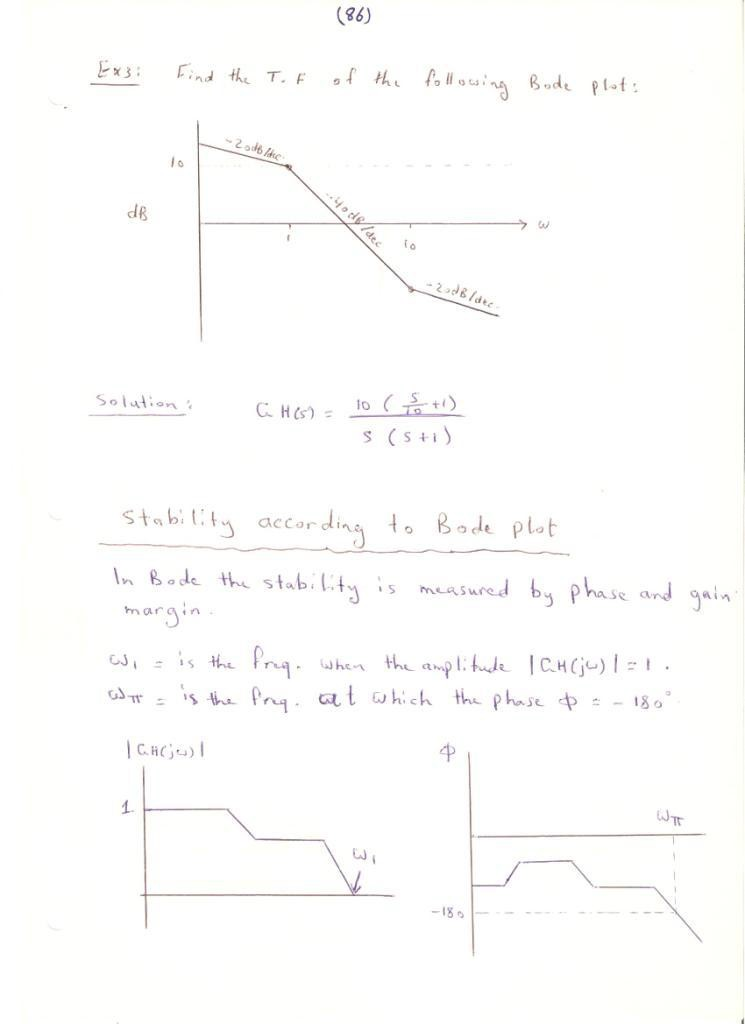 (86)
Ex3: Find the T.F of the following Bode plot:
-20dB/dec.
10
-40dB/dec
dB
ω
1
10
-20dB/dec.
Solution: GH(s) = 10 (s/10 +1)
s (s+1)
Stability according to Bode plot
In Bode the stability is measured by phase and gain
margin.
ω1 = is the freq. when the amplitude |GH(jω)| = 1.
ωπ = is the freq. at which the phase Φ = -180°.
|GH(jω)|
Φ
1
ωπ
ω1
-180